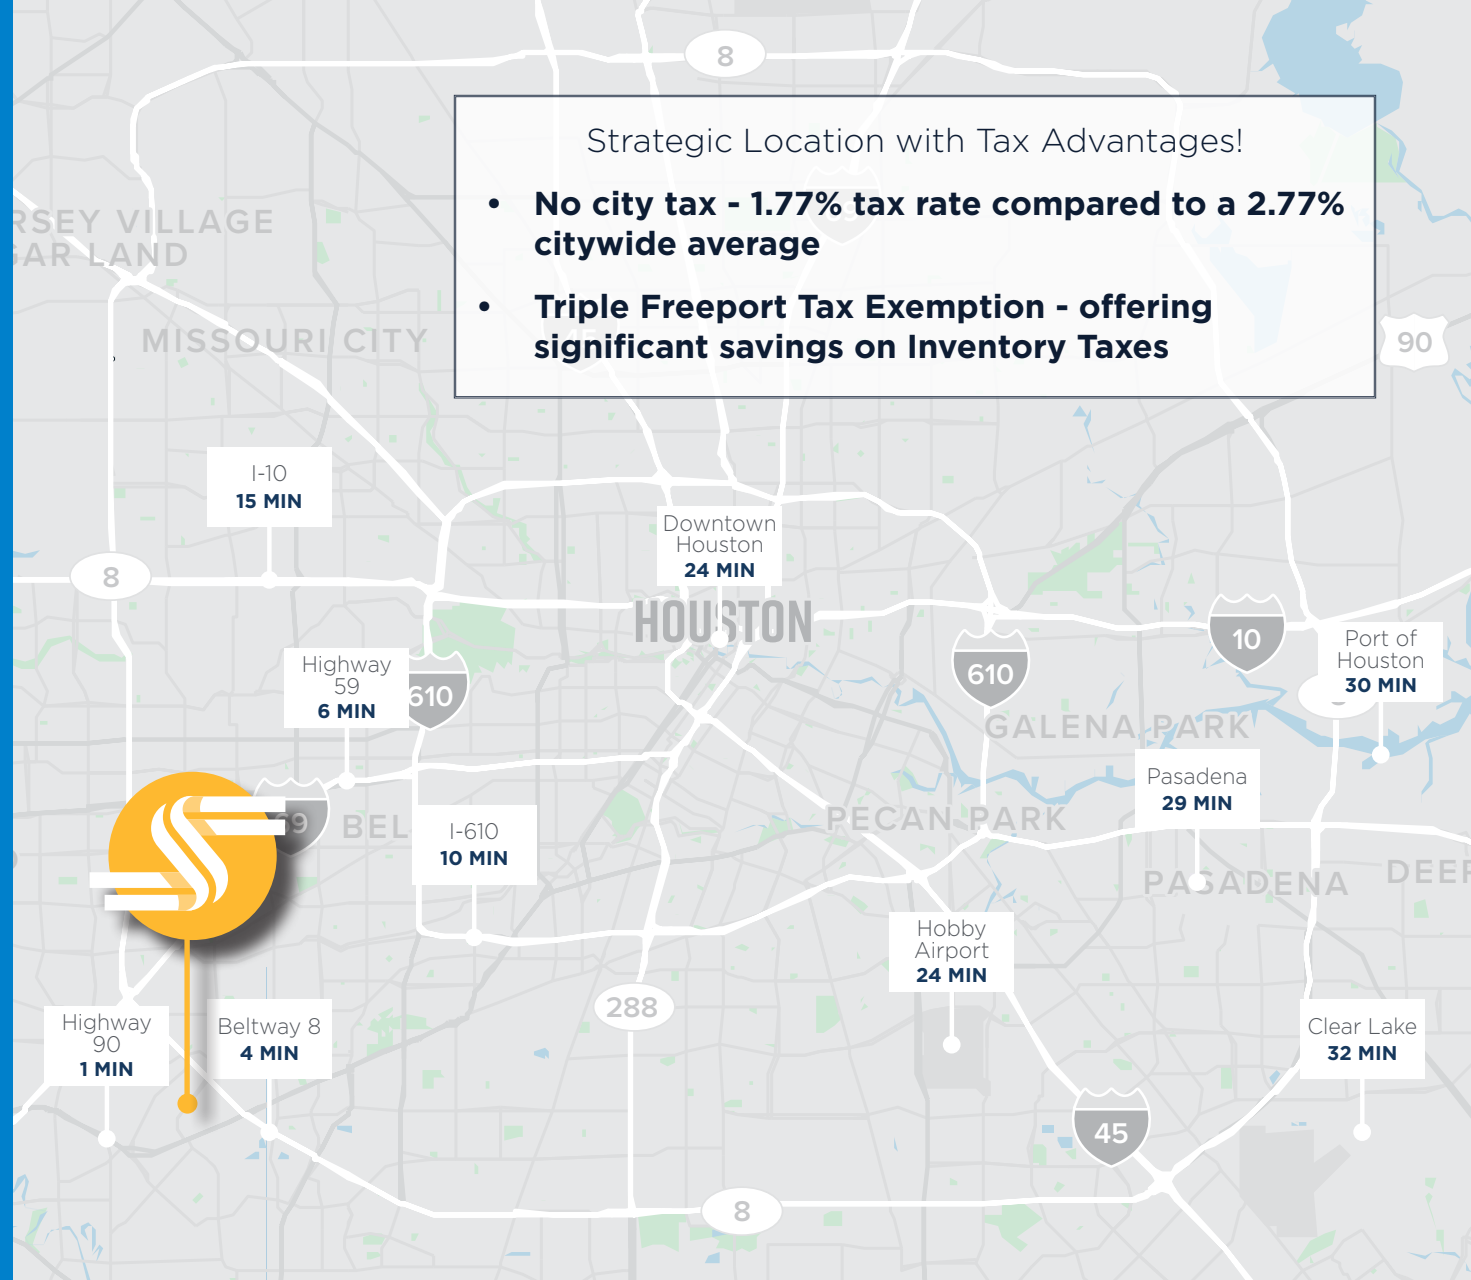 8
Strategic Location with Tax Advantages!
• No city tax - 1.77% tax rate compared to a 2.77%
citywide average
• Triple Freeport Tax Exemption - offering
significant savings on Inventory Taxes
RSEY VILLAGE
GAR LAND
MISSOURI CITY
90
I-10
15 MIN
Downtown
Houston
24 MIN
8
HOUSTON
10
Port of
Houston
30 MIN
Highway
59
6 MIN
610
610
GALENA PARK
Pasadena
29 MIN
69
BEL
I-610
10 MIN
PECAN PARK
PASADENA
DEER
Hobby
Airport
24 MIN
288
Highway
90
1 MIN
Beltway 8
4 MIN
Clear Lake
32 MIN
45
8